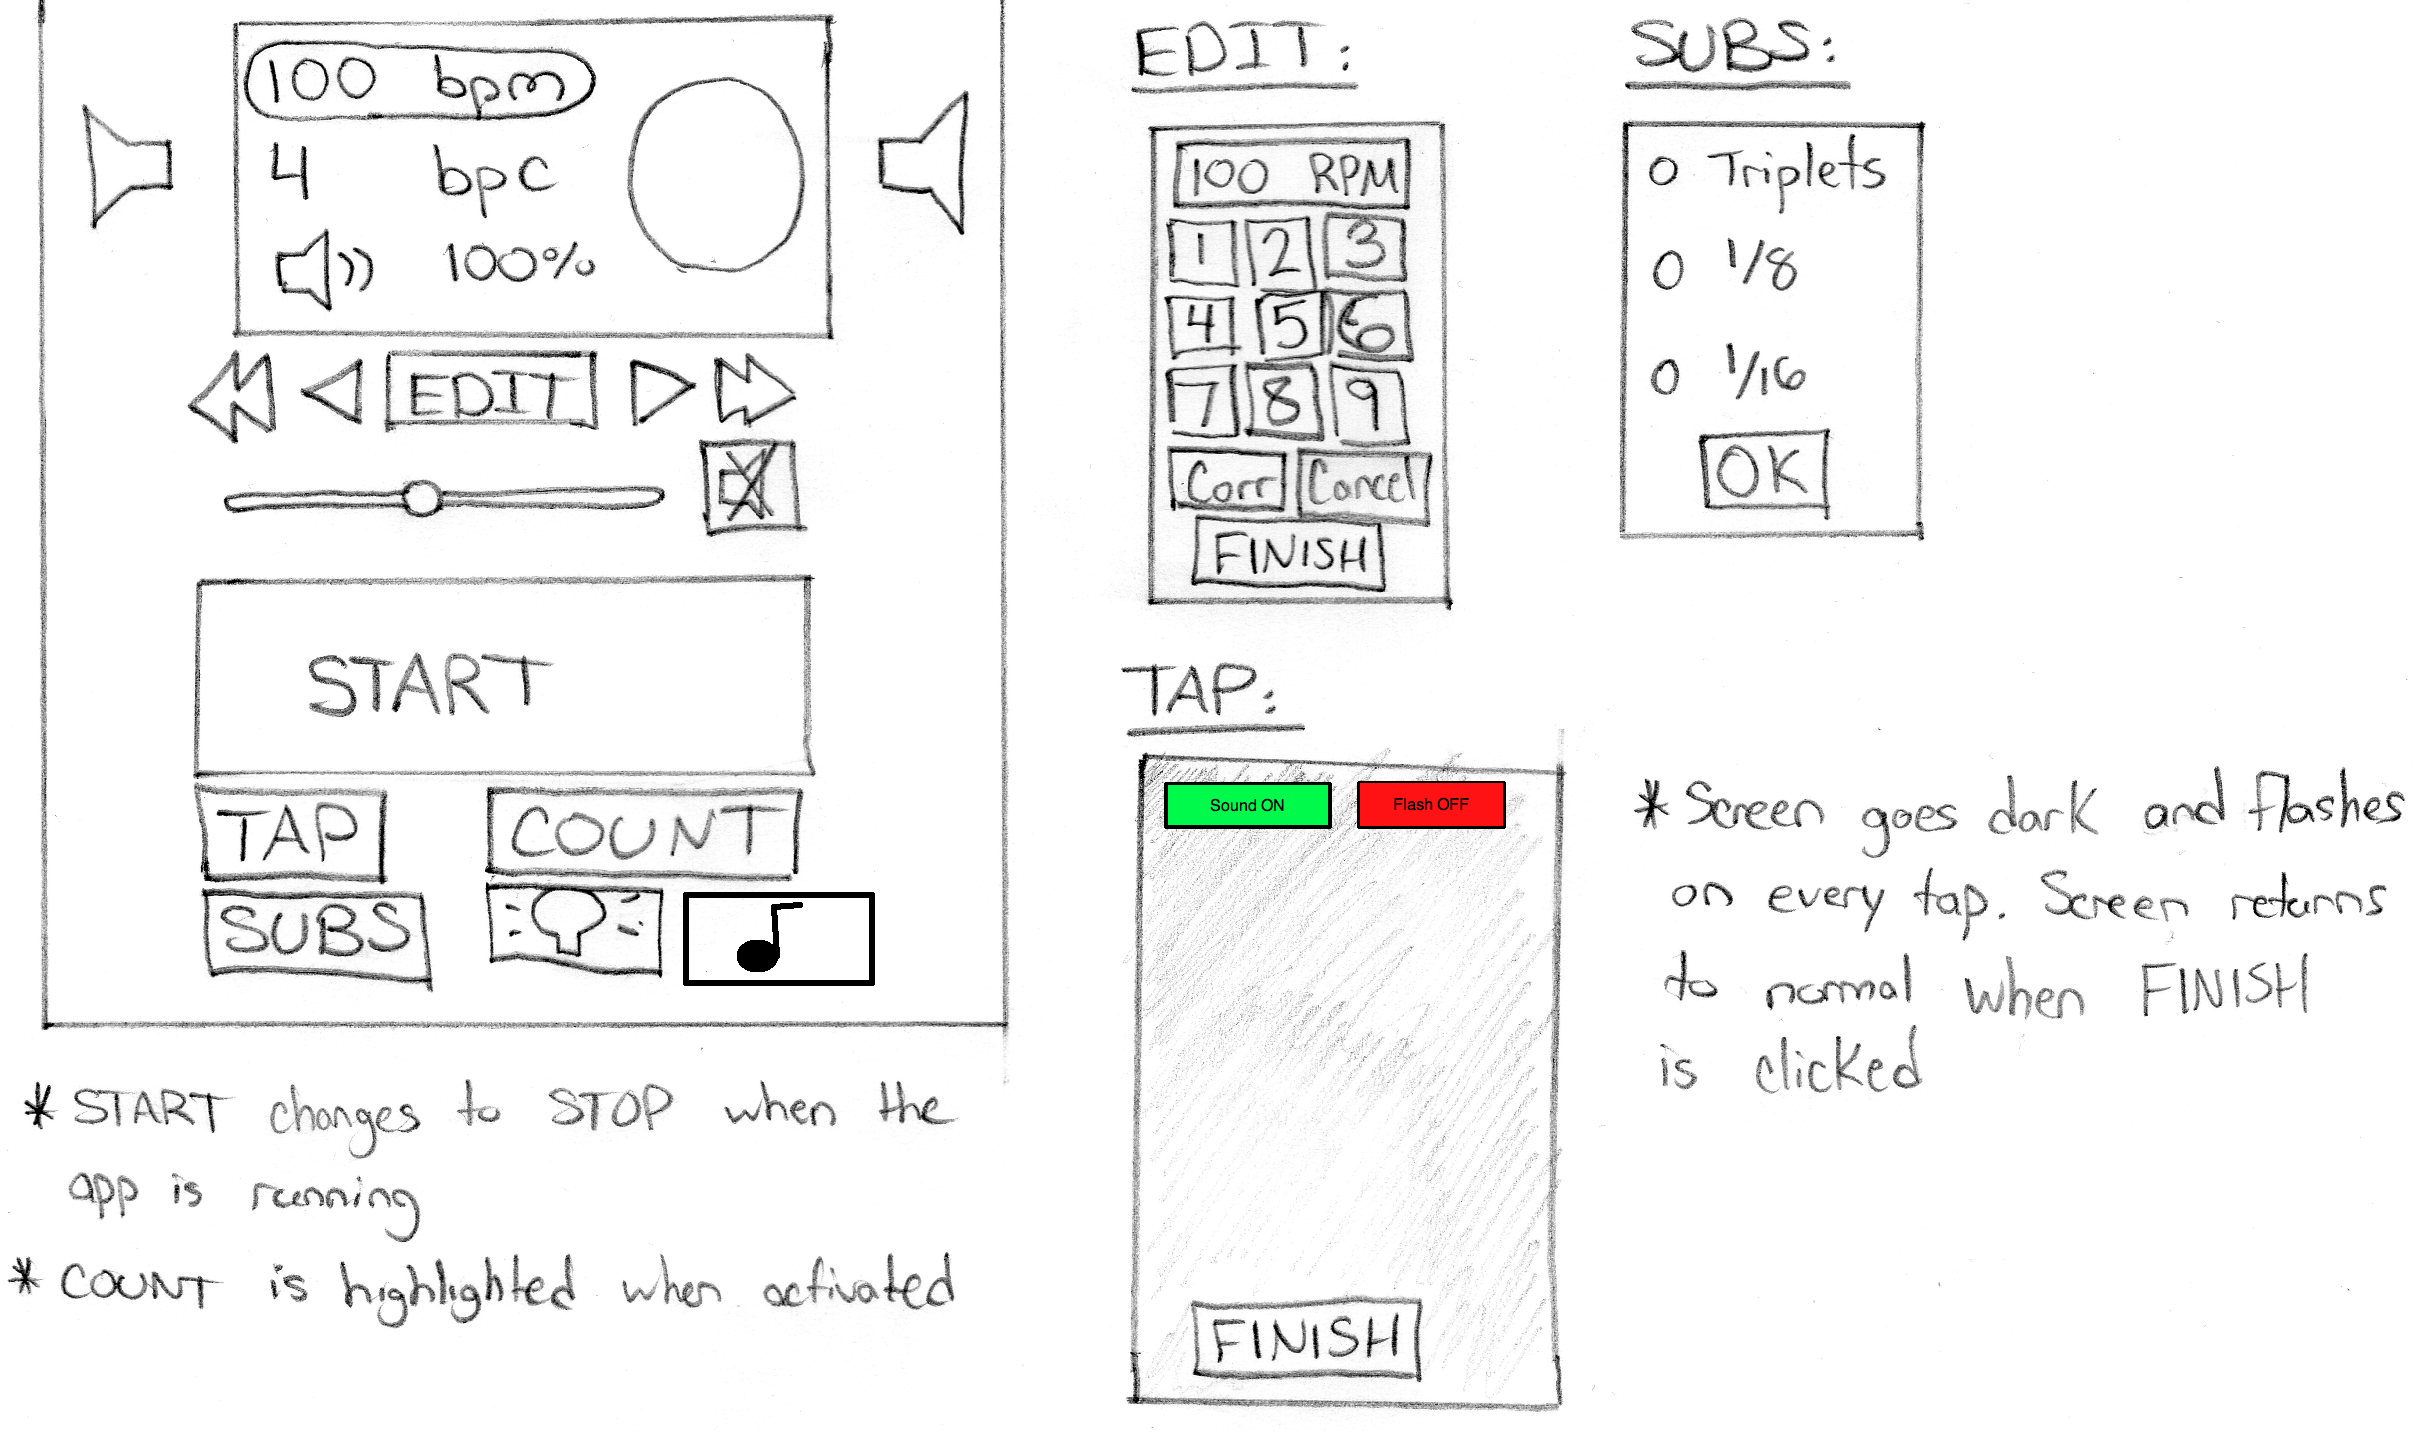 100 bpm
4 bpc
100%
EDIT
START
TAP
COUNT
SUBS
* START changes to STOP when the
app is running
* COUNT is highlighted when activated
EDIT:
100 RPM
1 2 3
4 5 6
7 8 9
Corr Cancel
FINISH
SUBS:
Triplets
1/8
1/16
OK
TAP:
Sound ON Flash OFF
FINISH
* Screen goes dark and flashes
on every tap. Screen returns
to normal when FINISH
is clicked